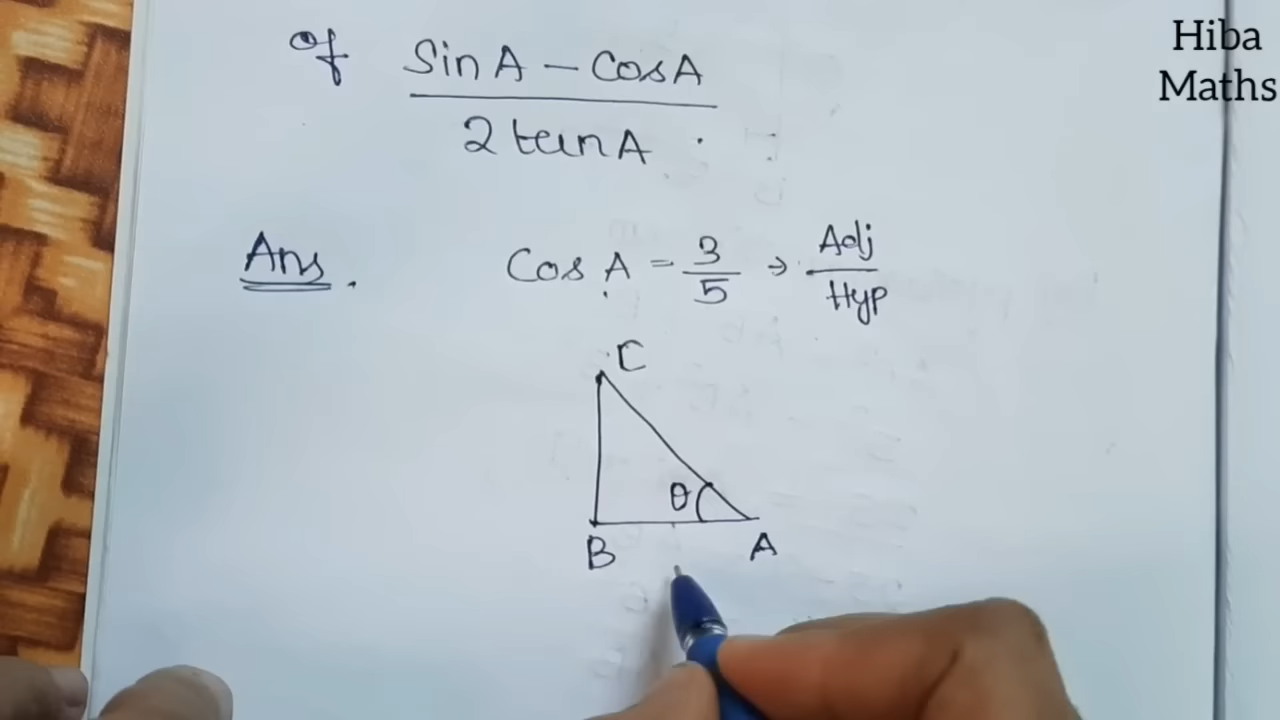 of Sin A - Cos A
2 tan A .
Hiba
Maths
Ans . Cos A = 3/5 → Adj/Hyp
C
θ
B A